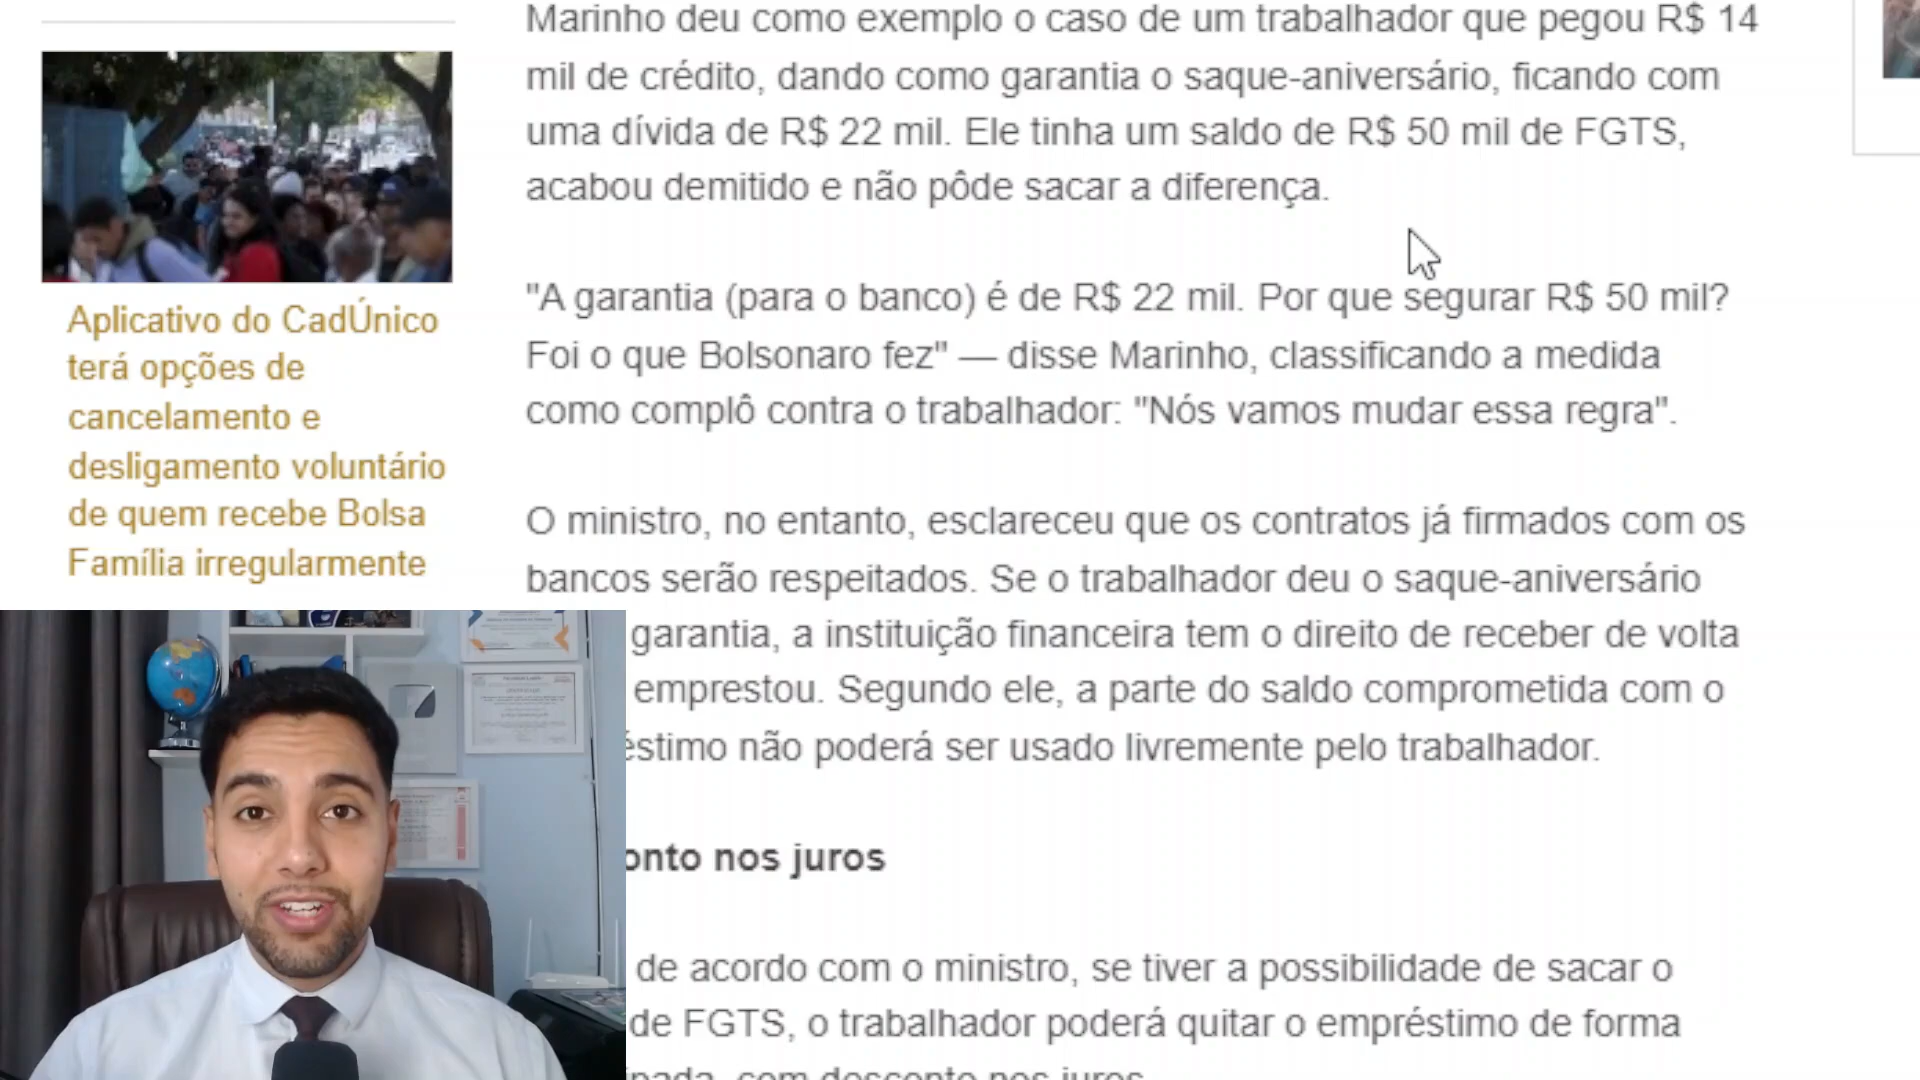 Marinho deu como exemplo o caso de um trabalhador que pegou R$ 14
mil de crédito, dando como garantia o saque-aniversário, ficando com
uma dívida de R$ 22 mil. Ele tinha um saldo de R$ 50 mil de FGTS,
acabou demitido e não pôde sacar a diferença.
"A garantia (para o banco) é de R$ 22 mil. Por que segurar R$ 50 mil?
Foi o que Bolsonaro fez" — disse Marinho, classificando a medida
como complô contra o trabalhador: "Nós vamos mudar essa regra".
O ministro, no entanto, esclareceu que os contratos já firmados com os
bancos serão respeitados. Se o trabalhador deu o saque-aniversário
garantia, a instituição financeira tem o direito de receber de volta
emprestou. Segundo ele, a parte do saldo comprometida com o
éstimo não poderá ser usado livremente pelo trabalhador.
onto nos juros
de acordo com o ministro, se tiver a possibilidade de sacar o
de FGTS, o trabalhador poderá quitar o empréstimo de forma
ipada, com desconto nos juros
Aplicativo do CadÚnico
terá opções de
cancelamento e
desligamento voluntário
de quem recebe Bolsa
Família irregularmente